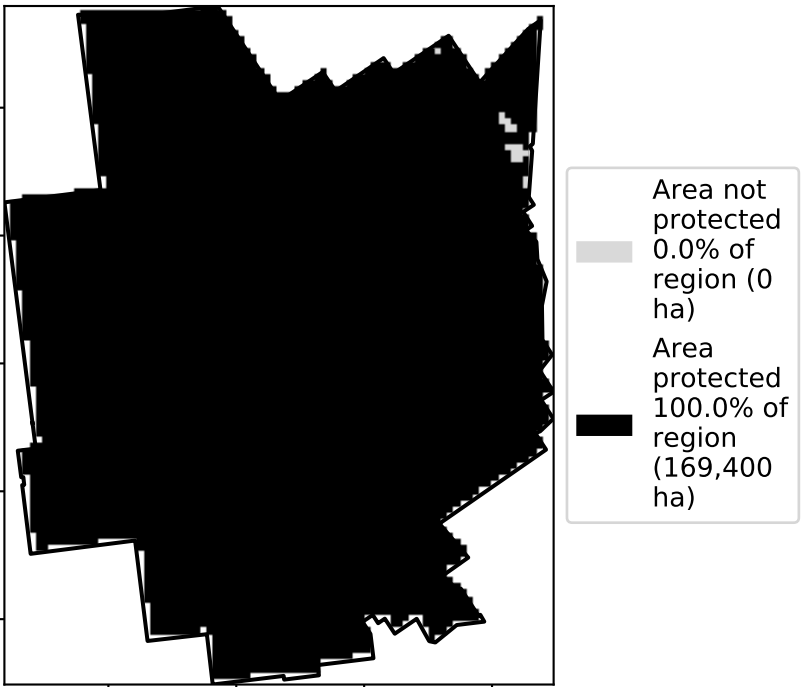 Area not
protected
0.0% of
region (0
ha)
Area
protected
100.0% of
region
(169,400
ha)